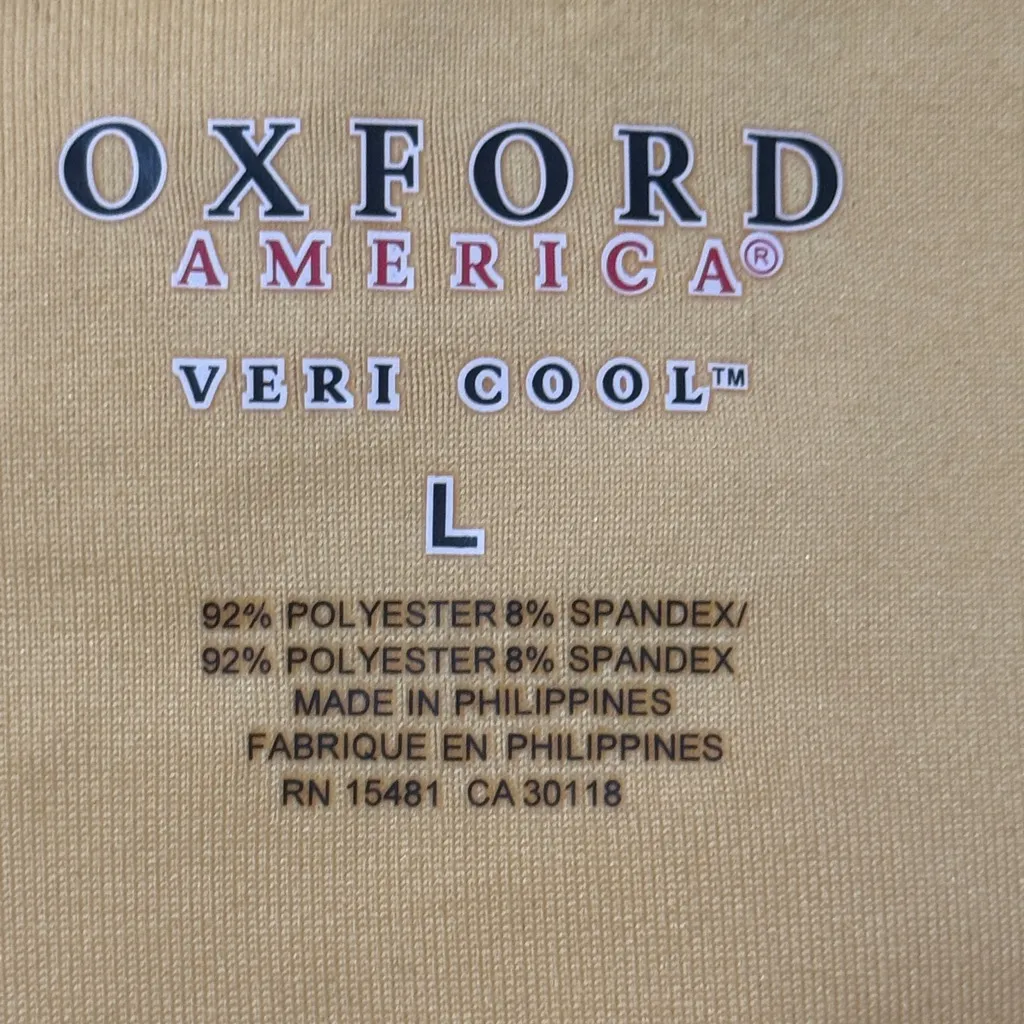 OXFORD
AMERICA®
VERI COOL™
L
92% POLYESTER 8% SPANDEX/
92% POLYESTER 8% SPANDEX
MADE IN PHILIPPINES
FABRIQUE EN PHILIPPINES
RN 15481 CA 30118